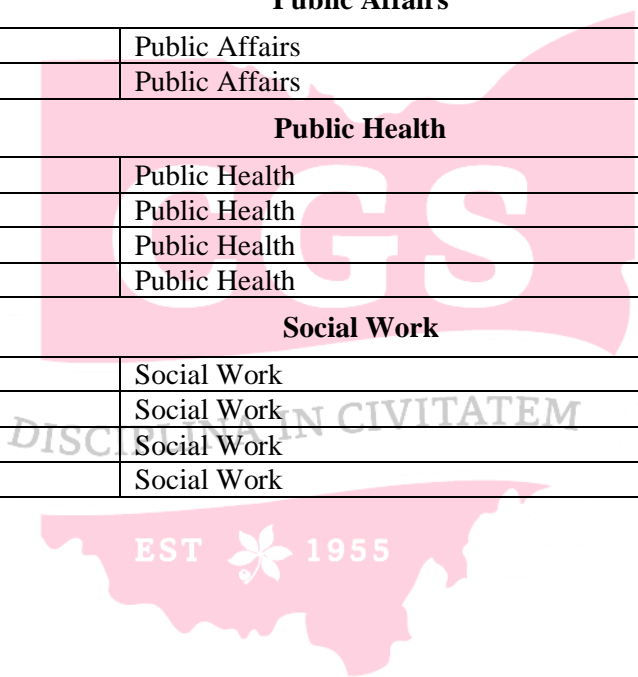 Public Affairs
Public Affairs
Public Affairs
Public Health
Public Health
Public Health
Public Health
Public Health
Social Work
Social Work
Social Work
Social Work
Social Work
CGS
DISCIPLINA IN CIVITATEM
EST 1955